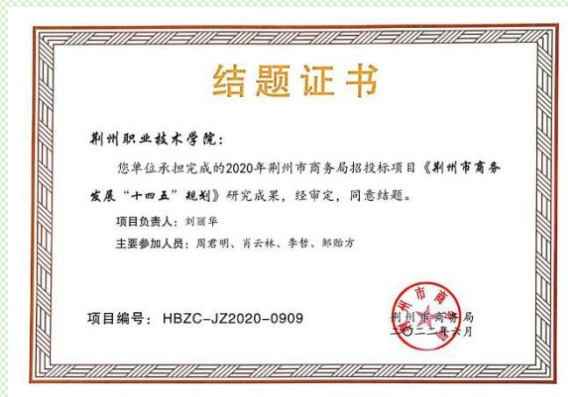 结题证书
荆州职业技术学院：
您单位承担完成的2020年荆州市商务局招投标项目《荆州市商务
发展“十四五”规划》研究成果，经审定，同意结题。
项目负责人：刘丽华
主要参加人员：周君明、肖云林、李哲、邹贻方
项目编号：HBZC-JZ2020-0909
荆州市商务局
二〇二二年六月